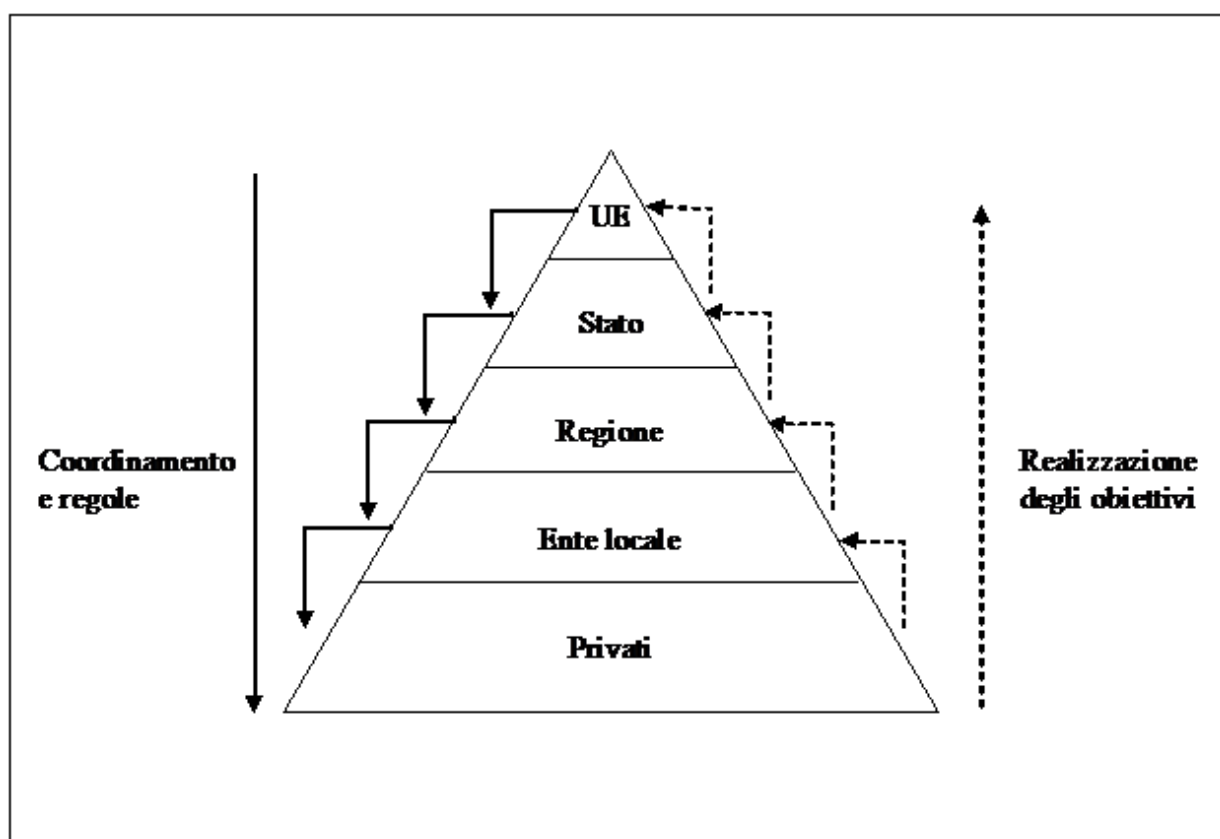 UE
Stato
Regione
Coordinamento
e regole
Realizzazione
degli obiettivi
Ente locale
Privati